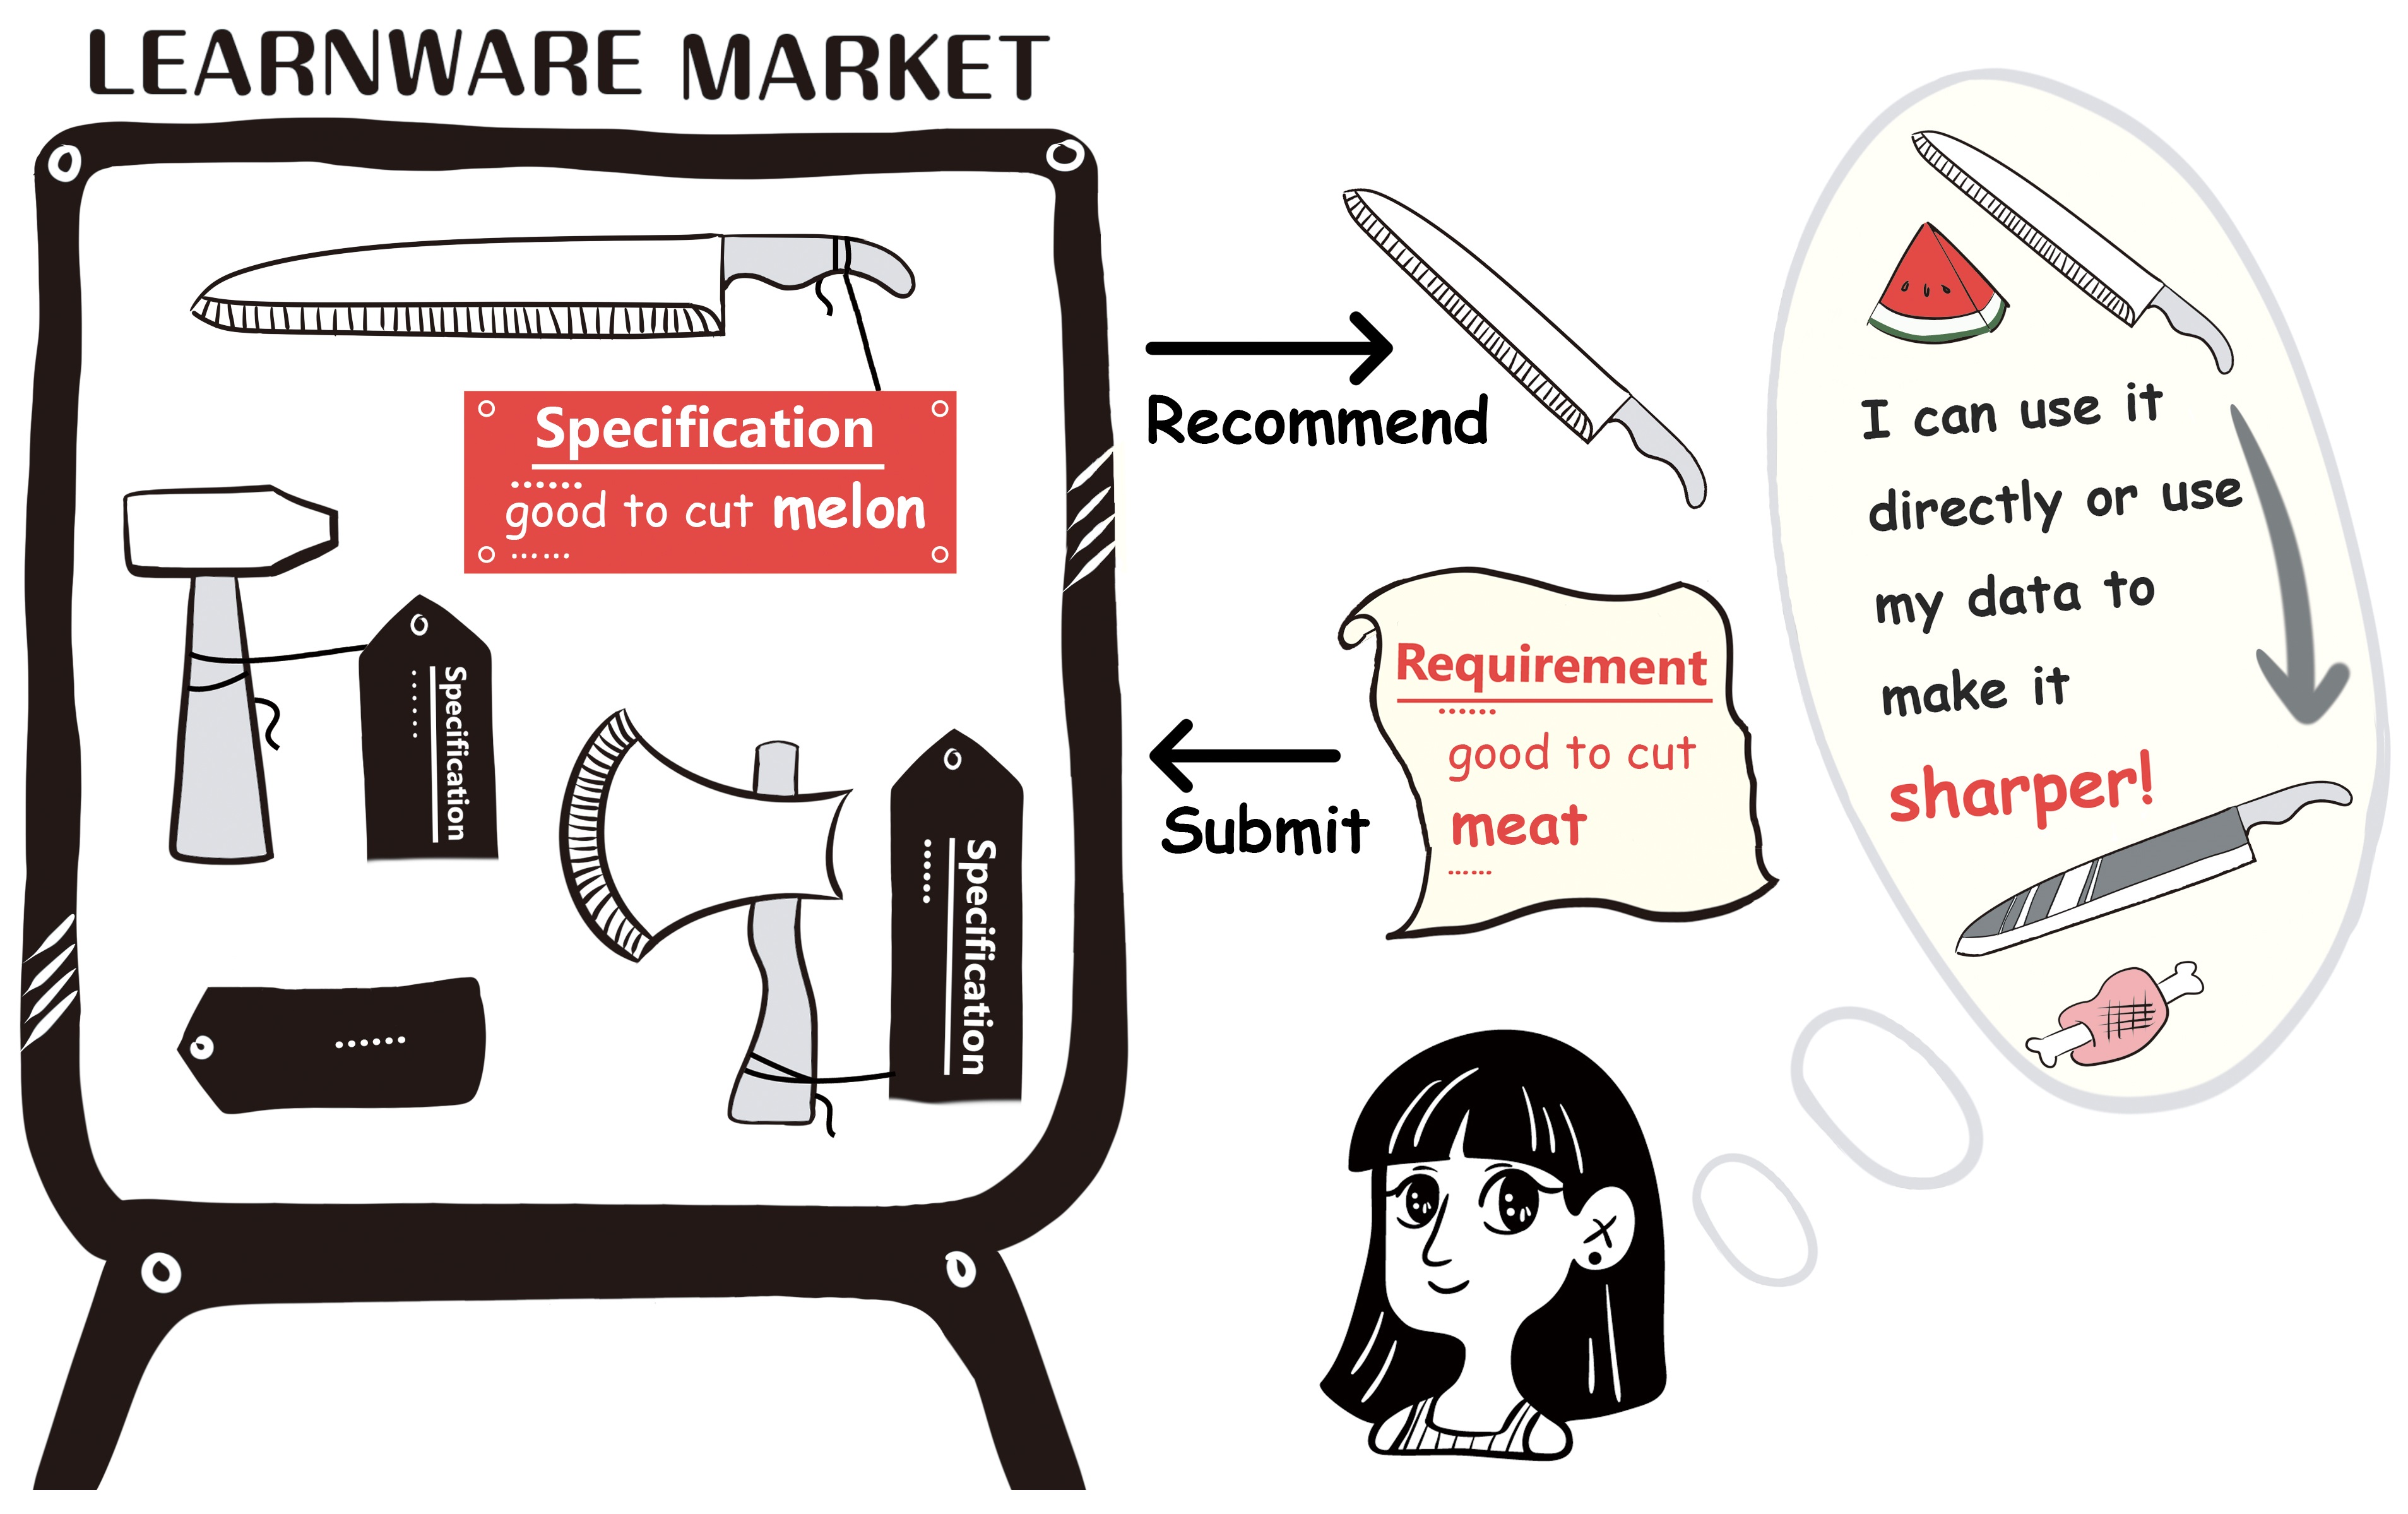 LEARNWARE MARKET
Specification
......
good to cut melon
......
Specification
......
Specification
......
......
Recommend
Requirement
......
good to cut
meat
......
Submit
I can use it
directly or use
my data to
make it
sharper!